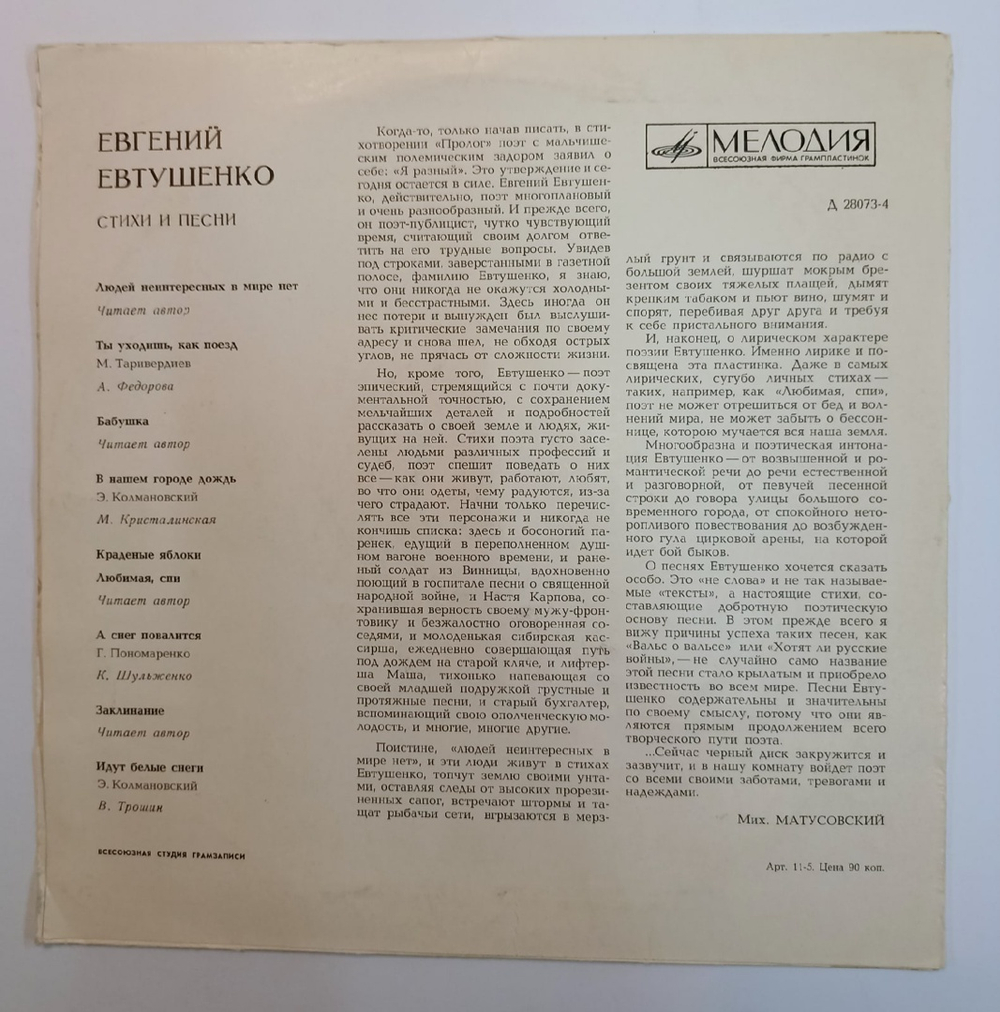 ЕВГЕНИЙ
ЕВТУШЕНКО
СТИХИ И ПЕСНИ
Людей неинтересных в мире нет
Читает автор
Ты уходишь, как поезд
М. Таривердиев
А. Федорова
Бабушка
Читает автор
В нашем городе дождь
Э. Колмановский
М. Кристалинская
Краденые яблоки
Любимая, спи
Читает автор
А снег повалится
Г. Пономаренко
К. Шульженко
Заклинание
Читает автор
Идут белые снеги
Э. Колмановский
В. Трошин
ВСЕСОЮЗНАЯ СТУДИЯ ГРАМЗАПИСИ
Когда-то, только начав писать, в сти-
хотворении «Пролог» поэт с мальчише-
ским полемическим задором заявил о
себе: «Я разный». Это утверждение и се-
годня остается в силе. Евгений Евтушен-
ко, действительно, поэт многоплановый
и очень разнообразный. И прежде всего,
он поэт-публицист, чутко чувствующий
время, считающий своим долгом отве-
тить на его трудные вопросы. Увидев
под строками, заверстанными в газетной
полосе, фамилию Евтушенко, я знаю,
что они никогда не окажутся холодны-
ми и бесстрастными. Здесь иногда он
нес потери и вынужден был выслуши-
вать критические замечания по своему
адресу и снова шел, не обходя острых
углов, не прячась от сложности жизни.
Но, кроме того, Евтушенко — поэт
эпический, стремящийся с почти доку-
ментальной точностью, с сохранением
мельчайших деталей и подробностей
рассказать о своей земле и людях, жи-
вущих на ней. Стихи поэта густо засе-
лены людьми различных профессий и
судеб, поэт спешит поведать о них
все — как они живут, работают, любят,
во что они одеты, чему радуются, из-за
чего страдают. Начни только перечис-
лять все эти персонажи и никогда не
кончишь списка: здесь и босоногий па-
ренек, едущий в переполненном душ-
ном вагоне военного времени, и ране-
ный солдат из Винницы, вдохновенно
поющий в госпитале песни о священной
народной войне, и Настя Карпова, со-
хранившая верность своему мужу-фрон-
товику и безжалостно оговоренная со-
седями, и молоденькая сибирская кас-
сирша, ежедневно совершающая путь
под дождем на старой кляче, и лифтер-
ша Маша, тихонько напевающая со
своей младшей подружкой грустные и
протяжные песни, и старый бухгалтер,
вспоминающий свою ополченческую мо-
лодость, и многие, многие другие.
Поистине, «людей неинтересных в
мире нет», и эти люди живут в стихах
Евтушенко, топчут землю своими унта-
ми, оставляя следы от высоких прорези-
ненных сапог, встречают штормы и та-
щат рыбачьи сети, вгрызаются в мерз-
МЕЛОДИЯ
ВСЕСОЮЗНАЯ ФИРМА ГРАМПЛАСТИНОК
Д 28073-4
лый грунт и связываются по радио с
большой землей, шуршат мокрым бре-
зентом своих тяжелых плащей, дымят
крепким табаком и пьют вино, шумят и
спорят, перебивая друг друга и требуя
к себе пристального внимания.
И, наконец, о лирическом характере
поэзии Евтушенко. Именно лирике и по-
священа эта пластинка. Даже в самых
лирических, сугубо личных стихах —
таких, например, как «Любимая, спи»,
поэт не может отрешиться от бед и вол-
нений мира, не может забыть о бессон-
нице, которою мучается вся наша земля.
Многообразна и поэтическая интона-
ция Евтушенко — от возвышенной и ро-
мантической речи до речи естественной
и разговорной, от певучей песенной
строки до говора улицы большого со-
временного города, от спокойного нето-
ропливого повествования до возбужден-
ного гула цирковой арены, на которой
идет бой быков.
О песнях Евтушенко хочется сказать
особо. Это «не слова» и не так называе-
мые «тексты», а настоящие стихи, со-
ставляющие добротную поэтическую
основу песни. В этом прежде всего я
вижу причины успеха таких песен, как
«Вальс о вальсе» или «Хотят ли русские
войны», — не случайно само название
этой песни стало крылатым и приобрело
известность во всем мире. Песни Евту-
шенко содержательны и значительны
по своему смыслу, потому что они яв-
ляются прямым продолжением всего
творческого пути поэта.
...Сейчас черный диск закружится и
зазвучит, и в нашу комнату войдет поэт
со всеми своими заботами, тревогами и
надеждами.
Мих. МАТУСОВСКИЙ
Арт. 11-5. Цена 90 коп.